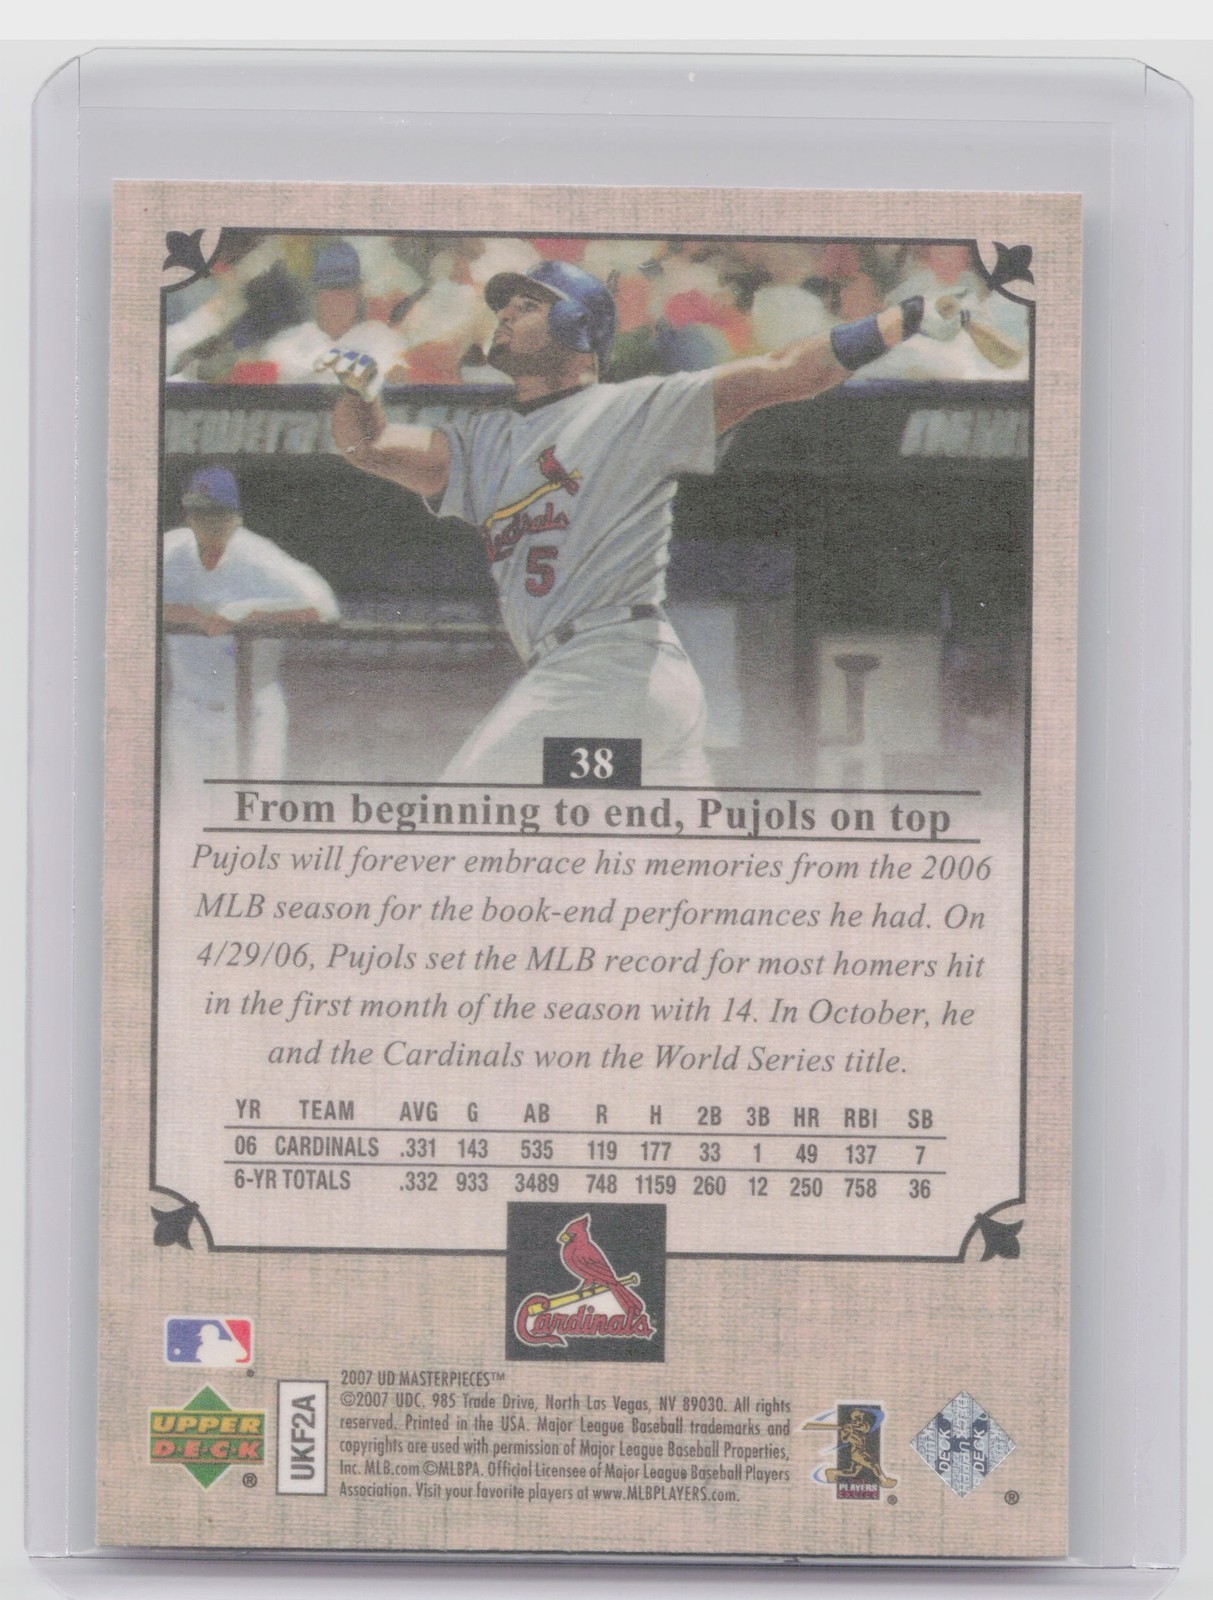 Cardinals
5
38
From beginning to end, Pujols on top
Pujols will forever embrace his memories from the 2006
MLB season for the book-end performances he had. On
4/29/06, Pujols set the MLB record for most homers hit
in the first month of the season with 14. In October, he
and the Cardinals won the World Series title.
YR TEAM AVG G AB R H 2B 3B HR RBI SB
06 CARDINALS .331 143 535 119 177 33 1 49 137 7
6-YR TOTALS .332 933 3489 748 1159 260 12 250 758 36
Cardinals
®
2007 UD MASTERPIECES™
©2007 UDC, 985 Trade Drive, North Las Vegas, NV 89030. All rights
reserved. Printed in the USA. Major League Baseball trademarks and
copyrights are used with permission of Major League Baseball Properties,
Inc. MLB.com ©MLBPA. Official Licensee of Major League Baseball Players
Association. Visit your favorite players at www.MLBPLAYERS.com.
UPPER
D·E·C·K
®
UKF2A
PLAYERS
CHOICE
®
DECK
UPPER
DECK
®